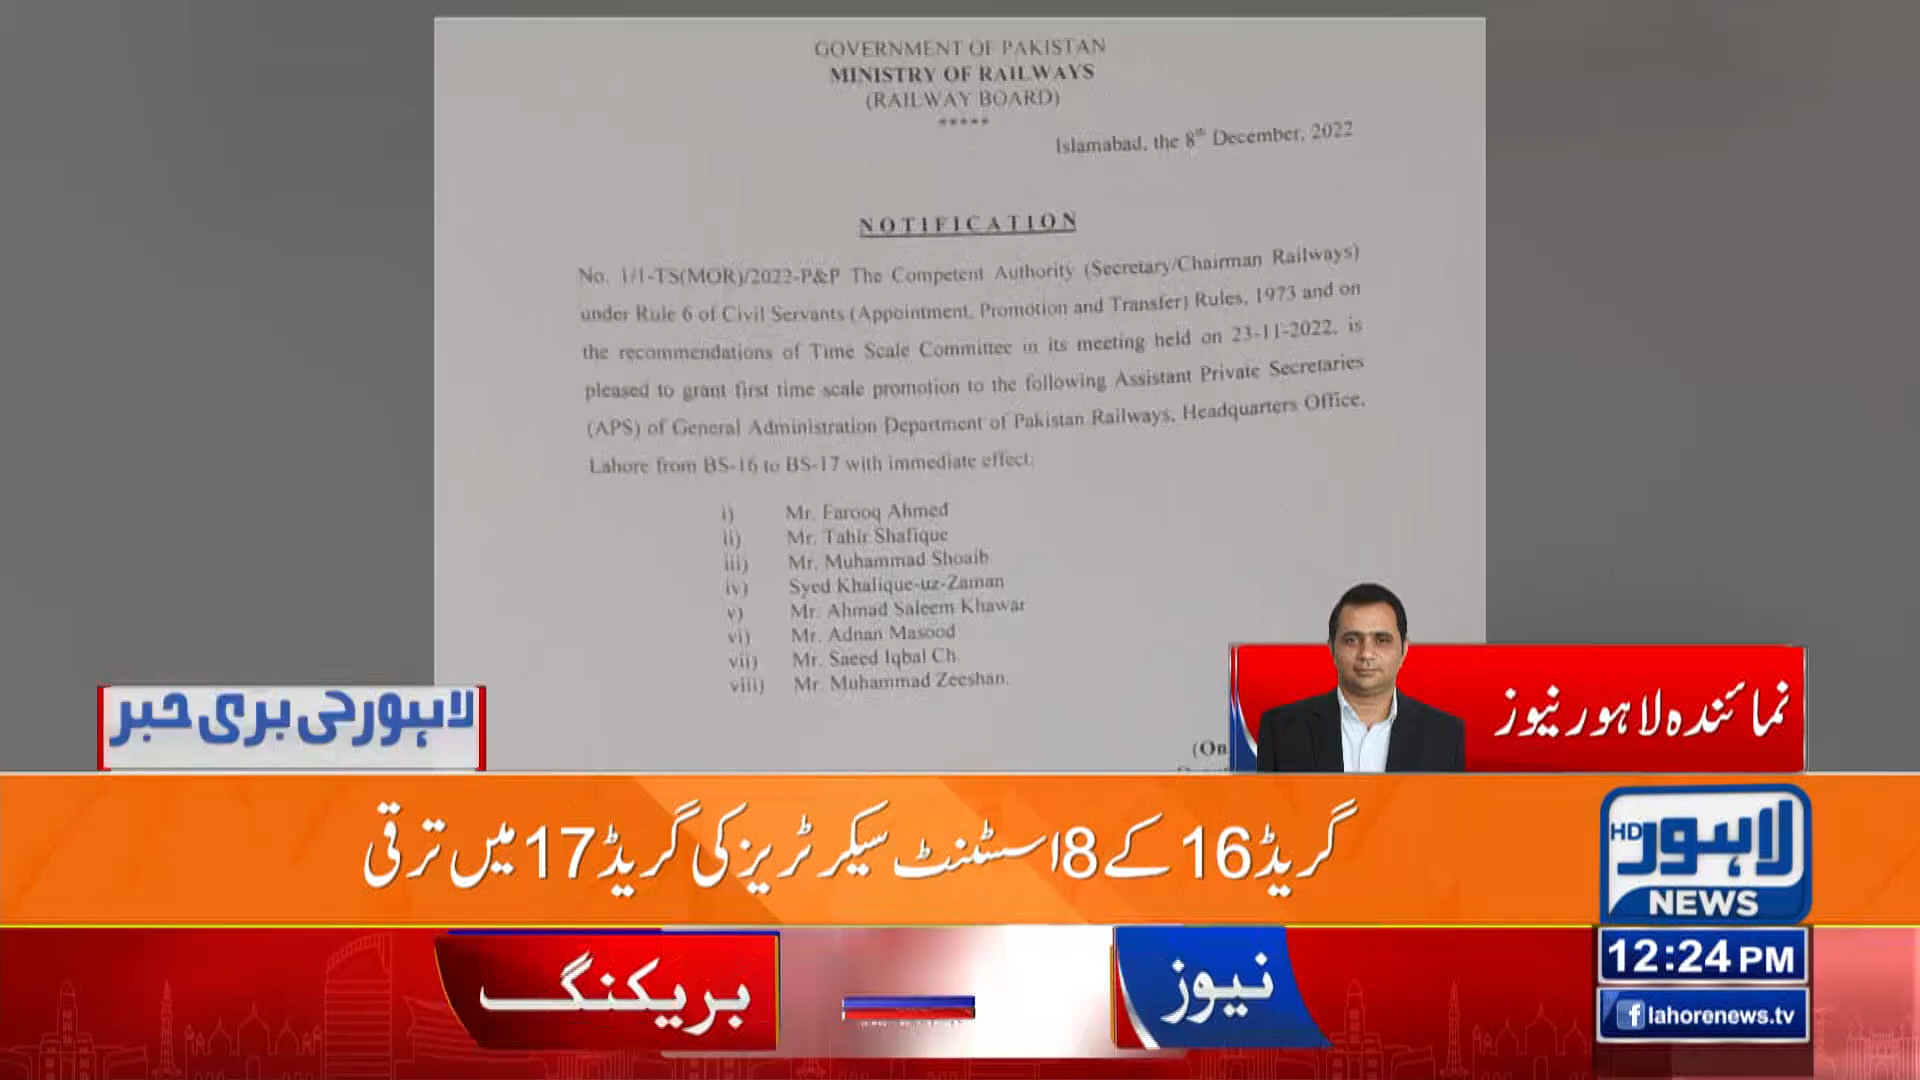 GOVERNMENT OF PAKISTAN
MINISTRY OF RAILWAYS
(RAILWAY BOARD)
*****
Islamabad, the 8th December, 2022
NOTIFICATION
No. 1/1-TS(MOR)/2022-P&P The Competent Authority (Secretary/Chairman Railways)
under Rule 6 of Civil Servants (Appointment, Promotion and Transfer) Rules, 1973 and on
the recommendations of Time Scale Committee in its meeting held on 23-11-2022, is
pleased to grant first time scale promotion to the following Assistant Private Secretaries
(APS) of General Administration Department of Pakistan Railways, Headquarters Office,
Lahore from BS-16 to BS-17 with immediate effect.
i) Mr. Farooq Ahmed
ii) Mr. Tahir Shafique
iii) Mr. Muhammad Shoaib
iv) Syed Khalique-uz-Zaman
v) Mr. Ahmad Saleem Khawar
vi) Mr. Adnan Masood
vii) Mr. Saeed Iqbal Ch.
viii) Mr. Muhammad Zeeshan.
(On
لاہور کی بڑی خبر
نمائندہ لاہور نیوز
گریڈ 16 کے 8 اسسٹنٹ سیکرٹریز کی گریڈ 17 میں ترقی
لاہور HD
NEWS
بریکنگ
نیوز
12:24 PM
lahorenews.tv